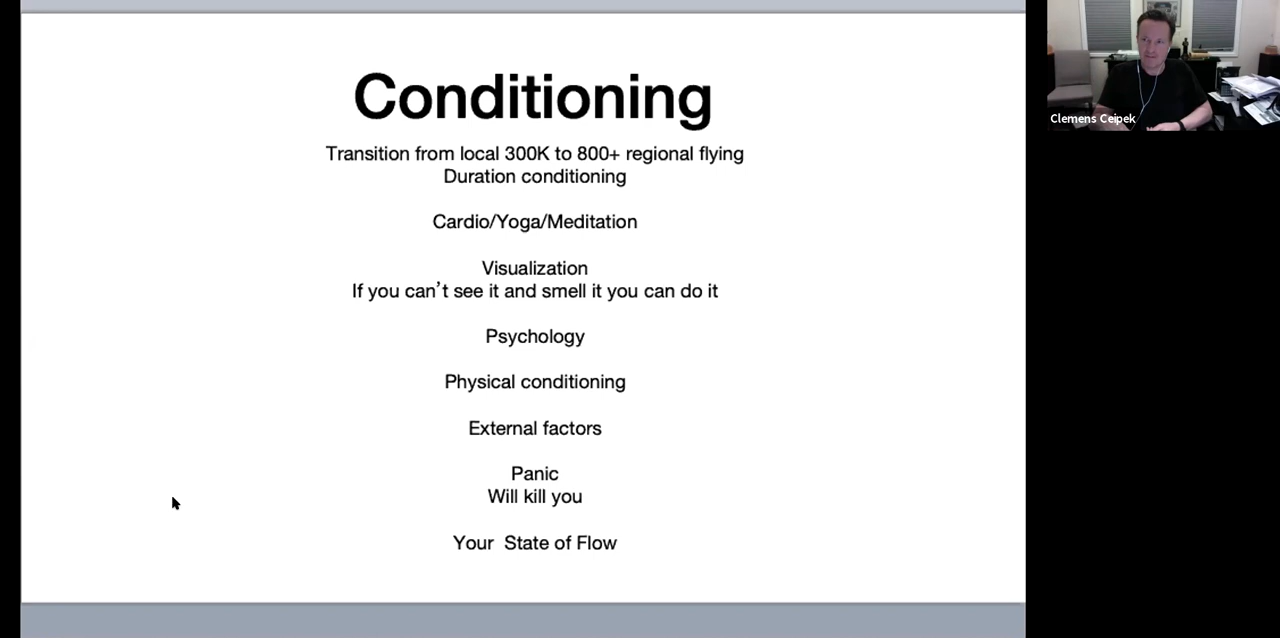 Conditioning
Transition from local 300K to 800+ regional flying
Duration conditioning
Cardio/Yoga/Meditation
Visualization
If you can’t see it and smell it you can do it
Psychology
Physical conditioning
External factors
Panic
Will kill you
Your  State of Flow
Clemens Ceipek